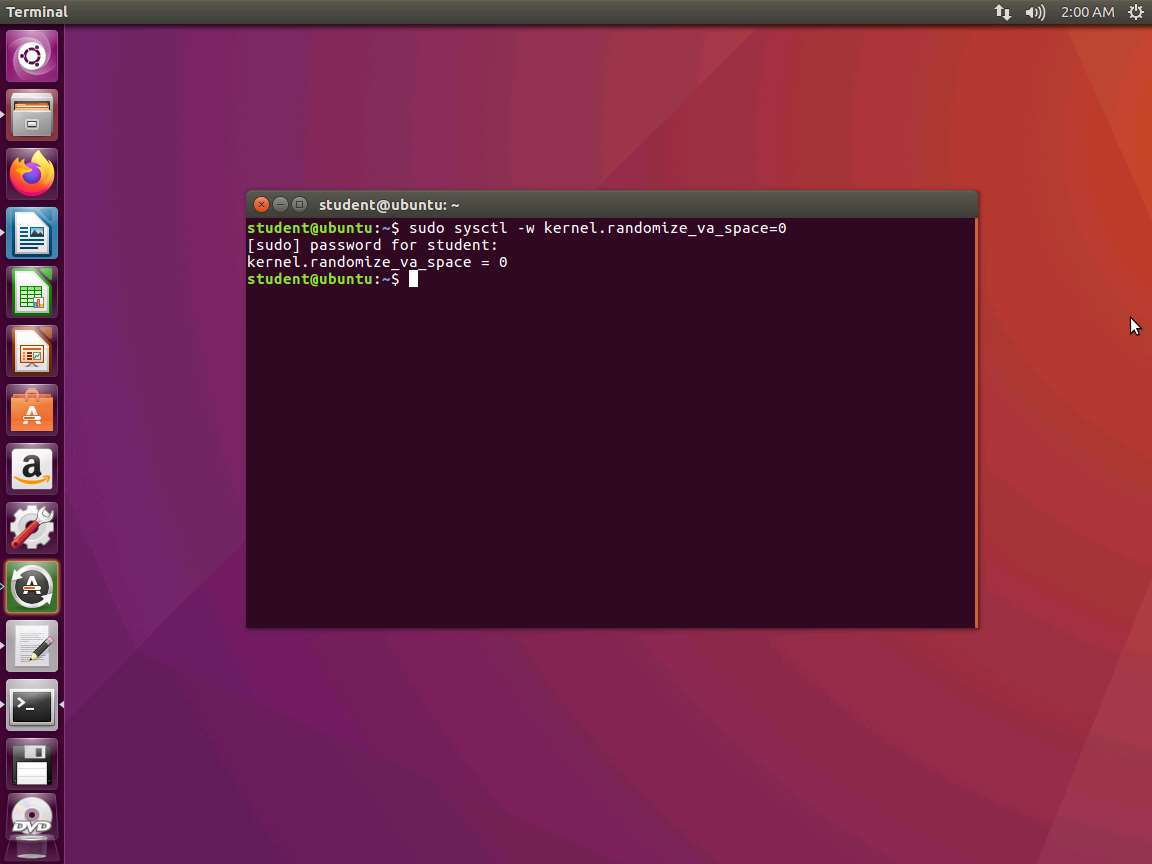 Terminal
2:00 AM
student@ubuntu: ~
student@ubuntu:~$ sudo sysctl -w kernel.randomize_va_space=0
[sudo] password for student:
kernel.randomize_va_space = 0
student@ubuntu:~$
DVD